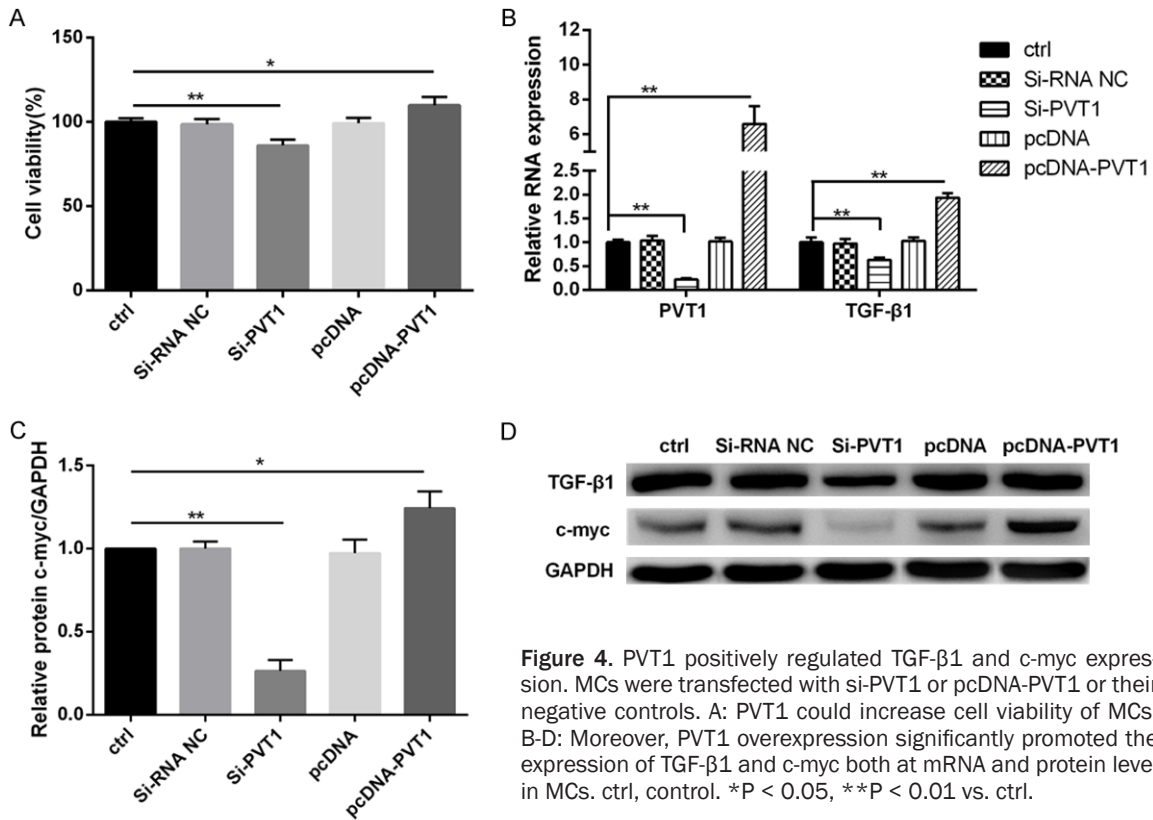 A
Cell viability(%)
150
100
50
0
*
**
ctrl
Si-RNA NC
Si-PVT1
pcDNA
pcDNA-PVT1
B
Relative RNA expression
12
10
8
6
2.0
1.5
1.0
0.5
0.0
**
**
**
**
PVT1
TGF-β1
ctrl
Si-RNA NC
Si-PVT1
pcDNA
pcDNA-PVT1
C
Relative protein c-myc/GAPDH
1.5
1.0
0.5
0.0
*
**
ctrl
Si-RNA NC
Si-PVT1
pcDNA
pcDNA-PVT1
D
ctrl Si-RNA NC Si-PVT1 pcDNA pcDNA-PVT1
TGF-β1
c-myc
GAPDH
Figure 4. PVT1 positively regulated TGF-β1 and c-myc expres-
sion. MCs were transfected with si-PVT1 or pcDNA-PVT1 or their
negative controls. A: PVT1 could increase cell viability of MCs
B-D: Moreover, PVT1 overexpression significantly promoted the
expression of TGF-β1 and c-myc both at mRNA and protein leve
in MCs. ctrl, control. *P < 0.05, **P < 0.01 vs. ctrl.